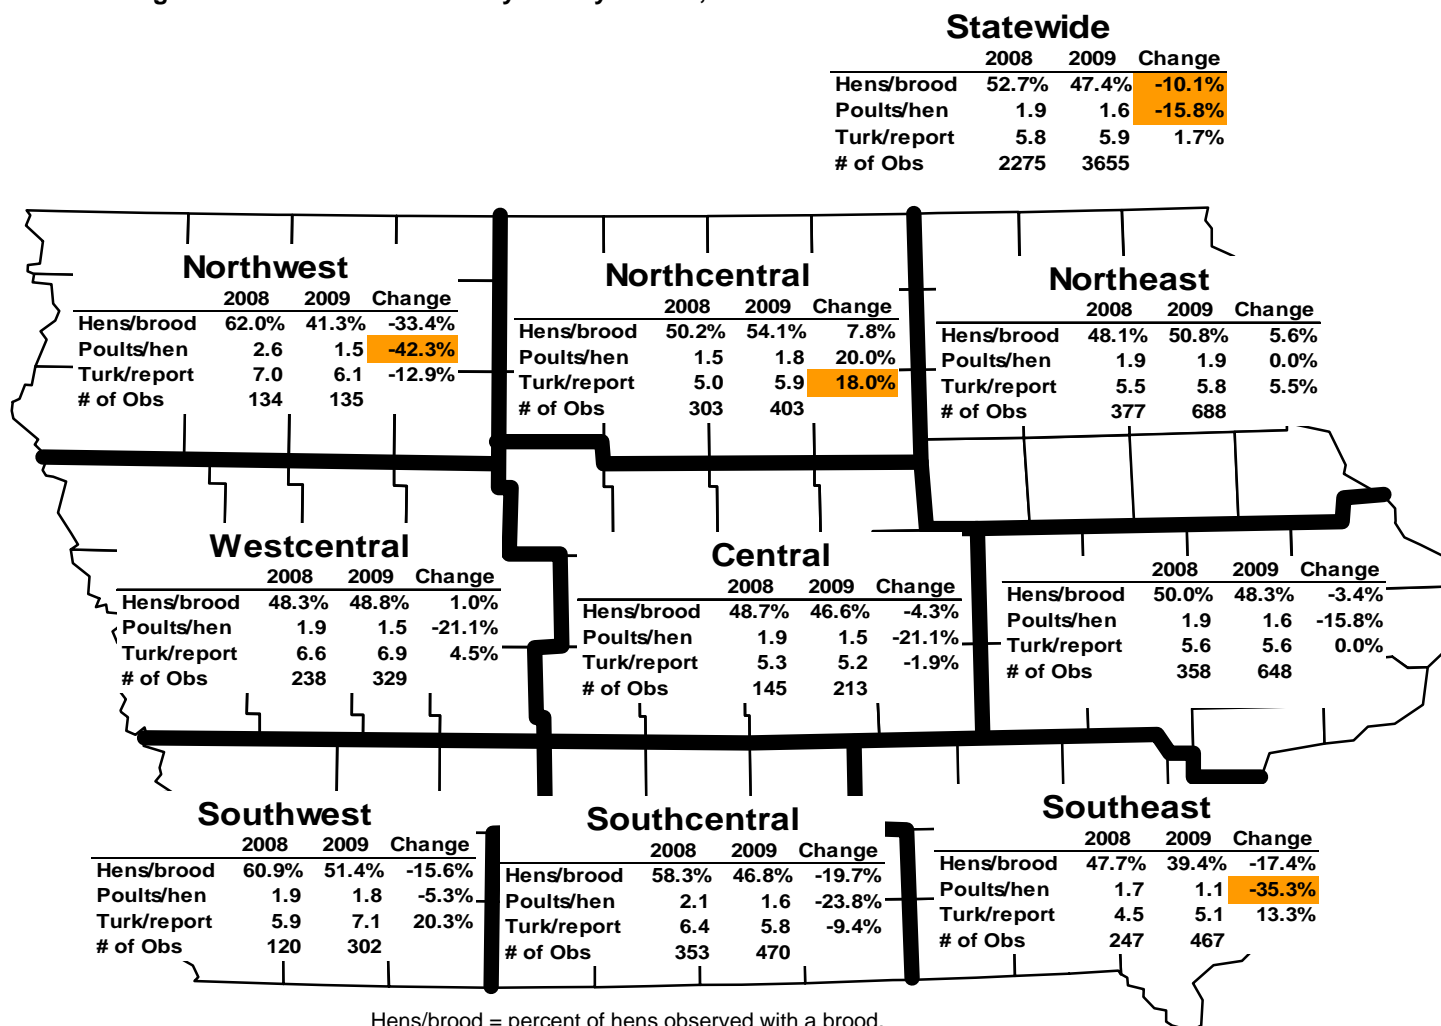 Statewide
2008 2009 Change
Hens/brood 52.7% 47.4% -10.1%
Poults/hen 1.9 1.6 -15.8%
Turk/report 5.8 5.9 1.7%
# of Obs 2275 3655
Northwest
2008 2009 Change
Hens/brood 62.0% 41.3% -33.4%
Poults/hen 2.6 1.5 -42.3%
Turk/report 7.0 6.1 -12.9%
# of Obs 134 135
Northcentral
2008 2009 Change
Hens/brood 50.2% 54.1% 7.8%
Poults/hen 1.5 1.8 20.0%
Turk/report 5.0 5.9 18.0%
# of Obs 303 403
Northeast
2008 2009 Change
Hens/brood 48.1% 50.8% 5.6%
Poults/hen 1.9 1.9 0.0%
Turk/report 5.5 5.8 5.5%
# of Obs 377 688
Westcentral
2008 2009 Change
Hens/brood 48.3% 48.8% 1.0%
Poults/hen 1.9 1.5 -21.1%
Turk/report 6.6 6.9 4.5%
# of Obs 238 329
Central
2008 2009 Change
Hens/brood 48.7% 46.6% -4.3%
Poults/hen 1.9 1.5 -21.1%
Turk/report 5.3 5.2 -1.9%
# of Obs 145 213
2008 2009 Change
Hens/brood 50.0% 48.3% -3.4%
Poults/hen 1.9 1.6 -15.8%
Turk/report 5.6 5.6 0.0%
# of Obs 358 648
Southwest
2008 2009 Change
Hens/brood 60.9% 51.4% -15.6%
Poults/hen 1.9 1.8 -5.3%
Turk/report 5.9 7.1 20.3%
# of Obs 120 302
Southcentral
2008 2009 Change
Hens/brood 58.3% 46.8% -19.7%
Poults/hen 2.1 1.6 -23.8%
Turk/report 6.4 5.8 -9.4%
# of Obs 353 470
Southeast
2008 2009 Change
Hens/brood 47.7% 39.4% -17.4%
Poults/hen 1.7 1.1 -35.3%
Turk/report 4.5 5.1 13.3%
# of Obs 247 467
Hens/brood = percent of hens observed with a brood.